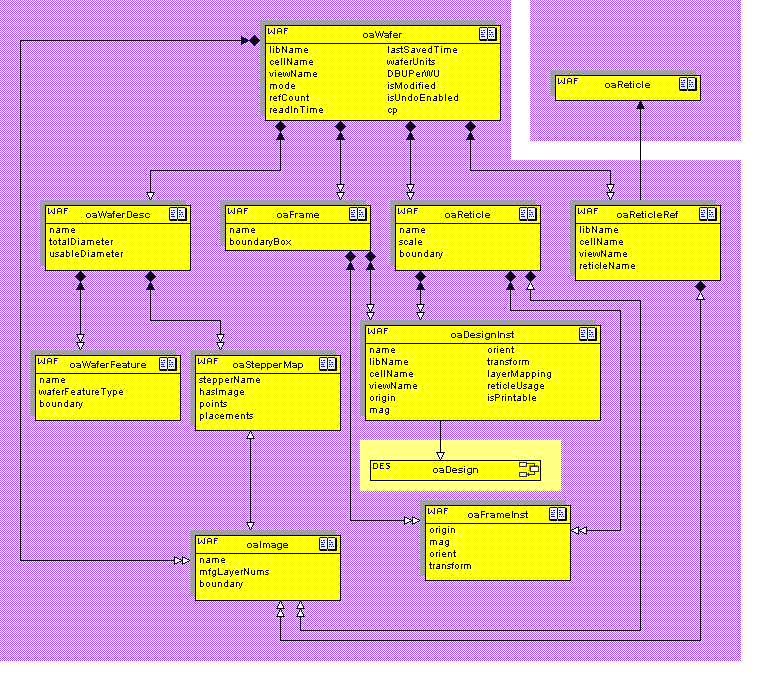 WAF oaWafer
libName lastSavedTime
cellName waferUnits
viewName DBUPerWU
mode isModified
refCount isUndoEnabled
readInTime cp
WAF oaReticle
WAF oaWaferDesc
name
totalDiameter
usableDiameter
WAF oaFrame
name
boundaryBox
WAF oaReticle
name
scale
boundary
WAF oaReticleRef
libName
cellName
viewName
reticleName
WAF oaWaferFeature
name
waferFeatureType
boundary
WAF oaStepperMap
stepperName
hasImage
points
placements
WAF oaDesignInst
name orient
libName transform
cellName layerMapping
viewName reticleUsage
origin isPrintable
mag
DES oaDesign
WAF oaFrameInst
origin
mag
orient
transform
WAF oaImage
name
mfgLayerNums
boundary